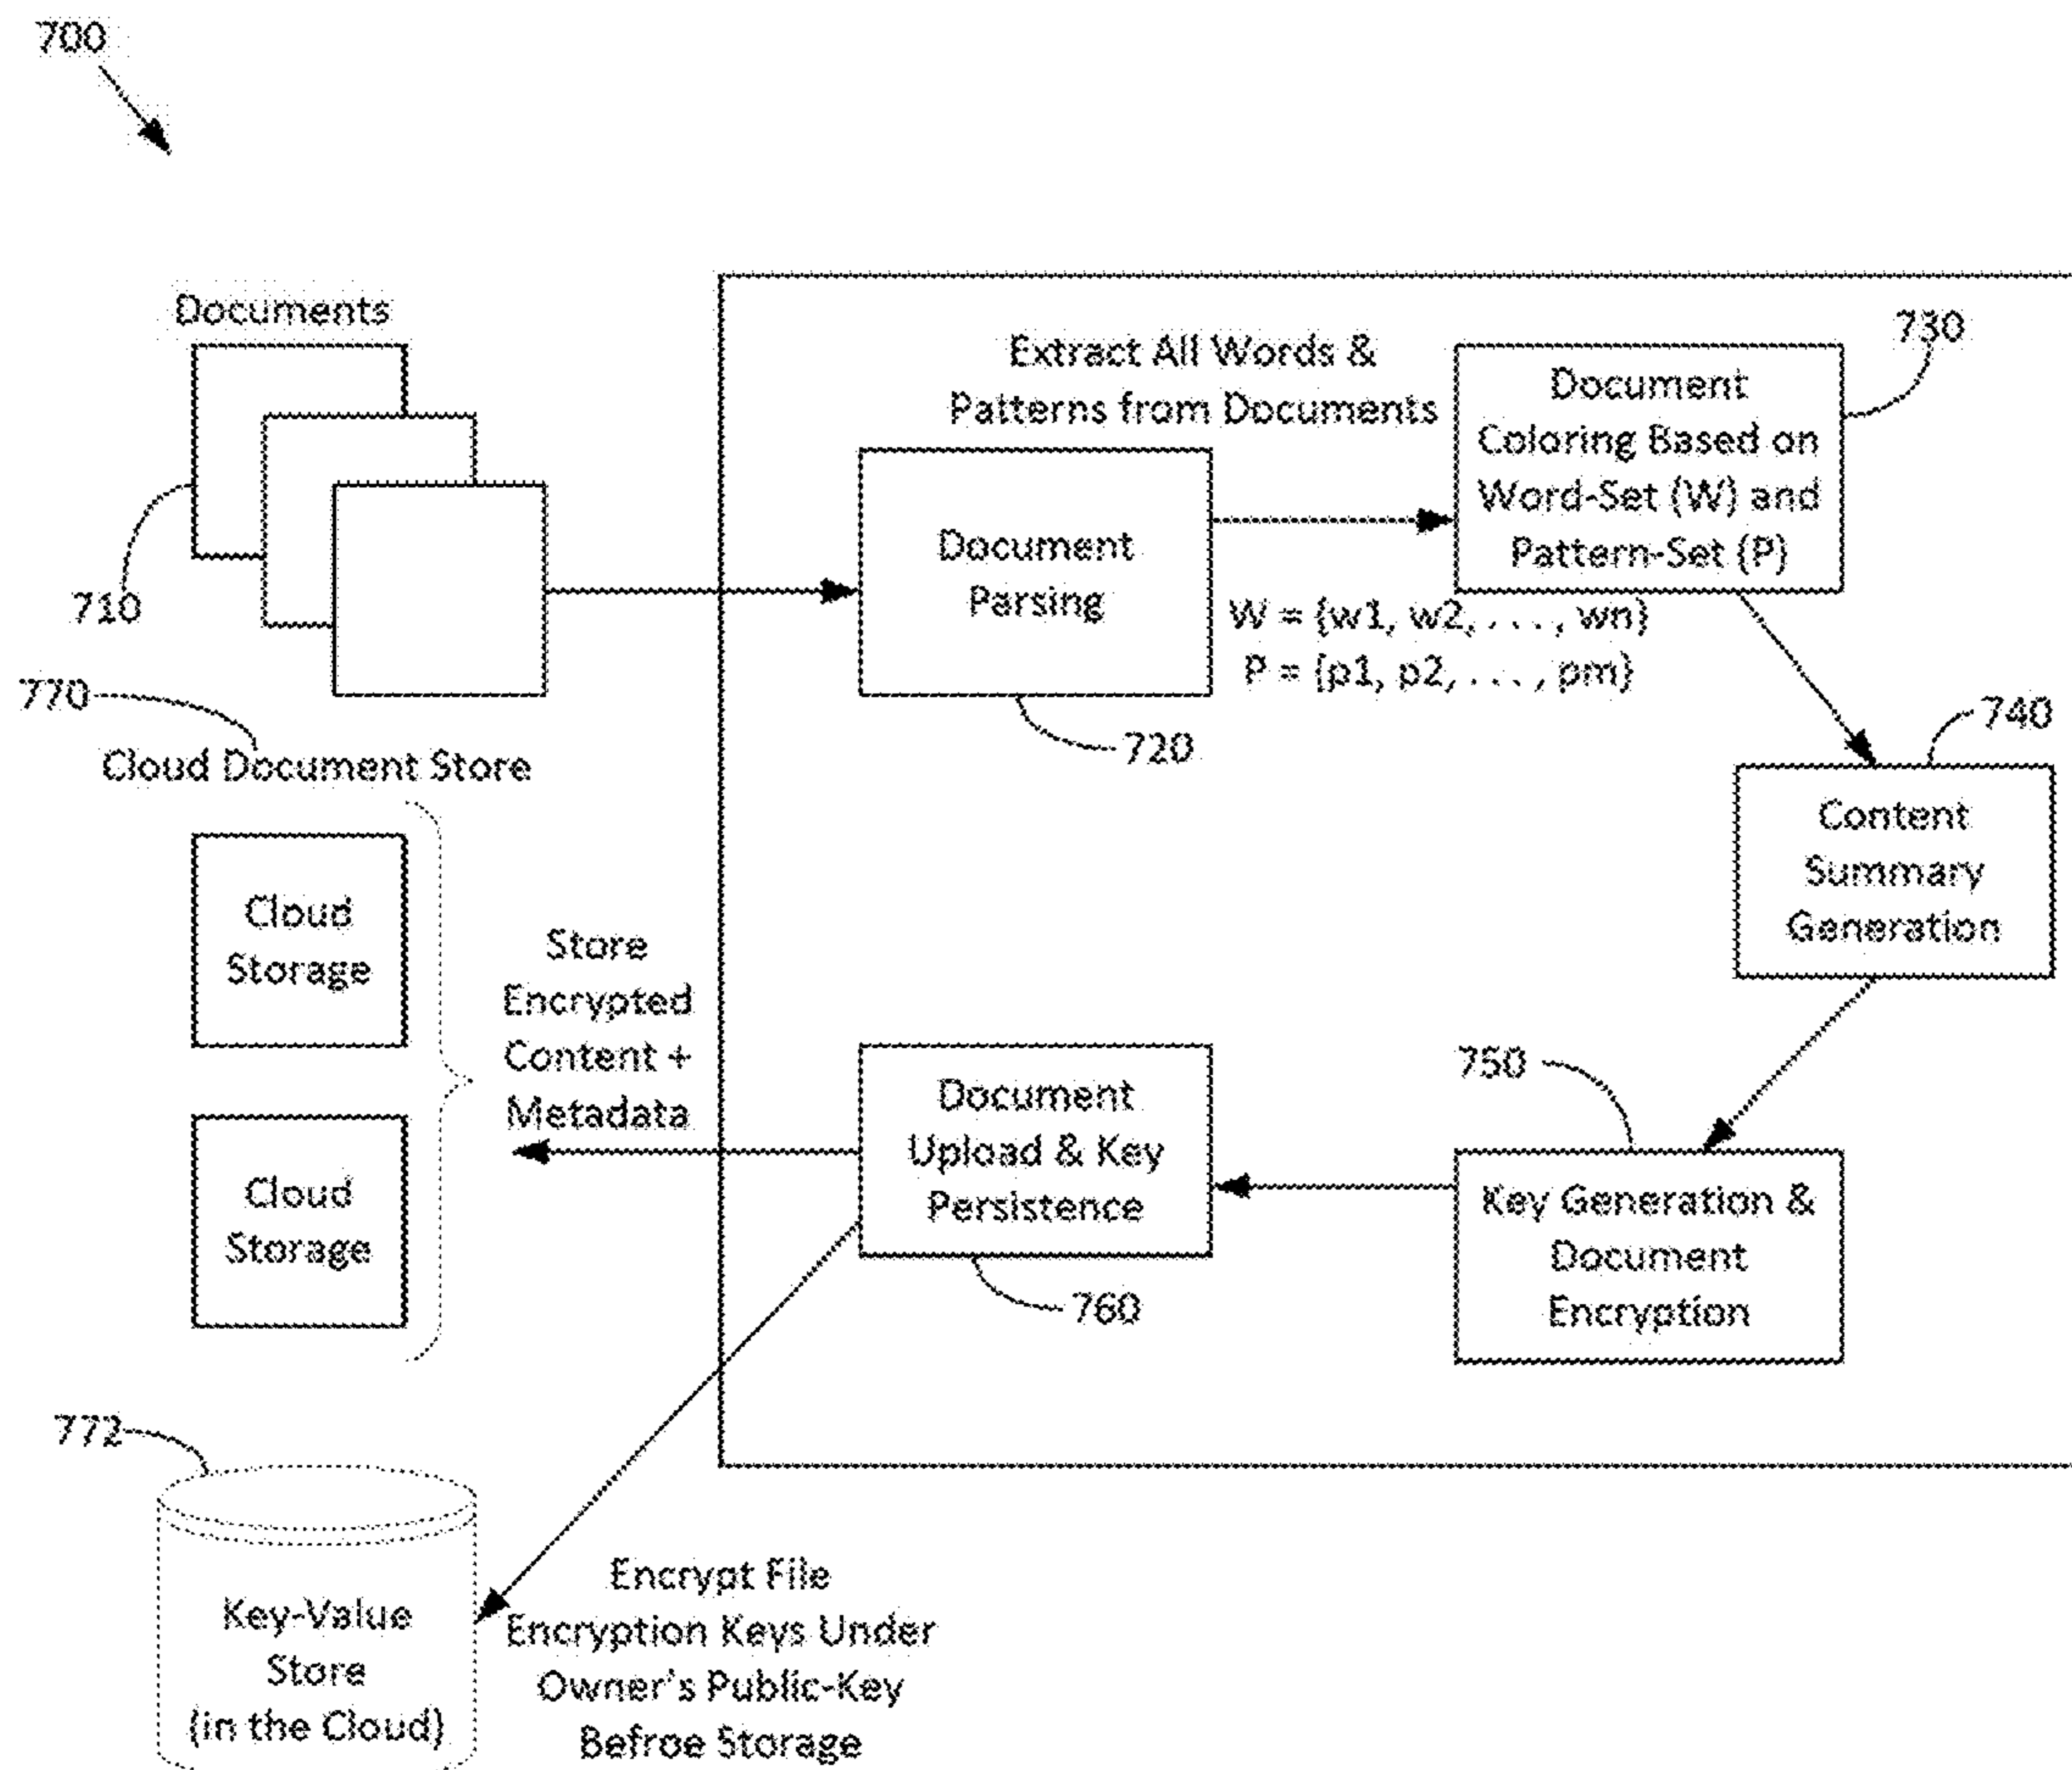 700
Documents
710
Extract All Words &
Patterns from Documents
Document
Parsing
720
W = {w1, w2, . . . , wn}
P = {p1, p2, . . . , pm}
730
Document
Coloring Based on
Word-Set (W) and
Pattern-Set (P)
740
Content
Summary
Generation
750
Key Generation &
Document
Encryption
Document
Upload & Key
Persistence
760
770
Cloud Document Store
Cloud
Storage
Cloud
Storage
Store
Encrypted
Content +
Metadata
772
Key-Value
Store
(in the Cloud)
Encrypt File
Encryption Keys Under
Owner's Public-Key
Befroe Storage